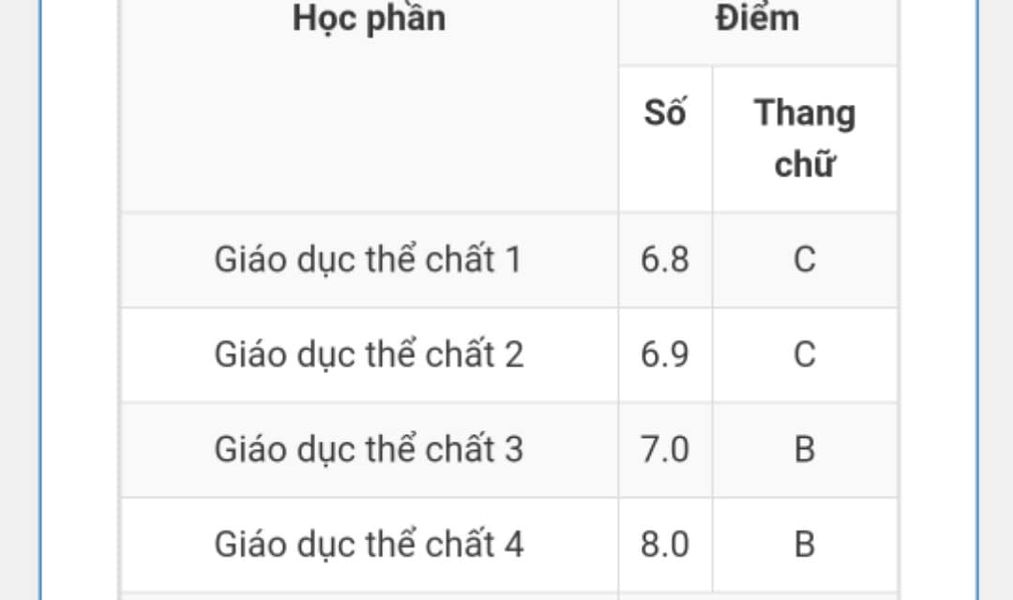 Học phần
Điểm
Số
Thang
chữ
Giáo dục thể chất 1
6.8
C
Giáo dục thể chất 2
6.9
C
Giáo dục thể chất 3
7.0
B
Giáo dục thể chất 4
8.0
B